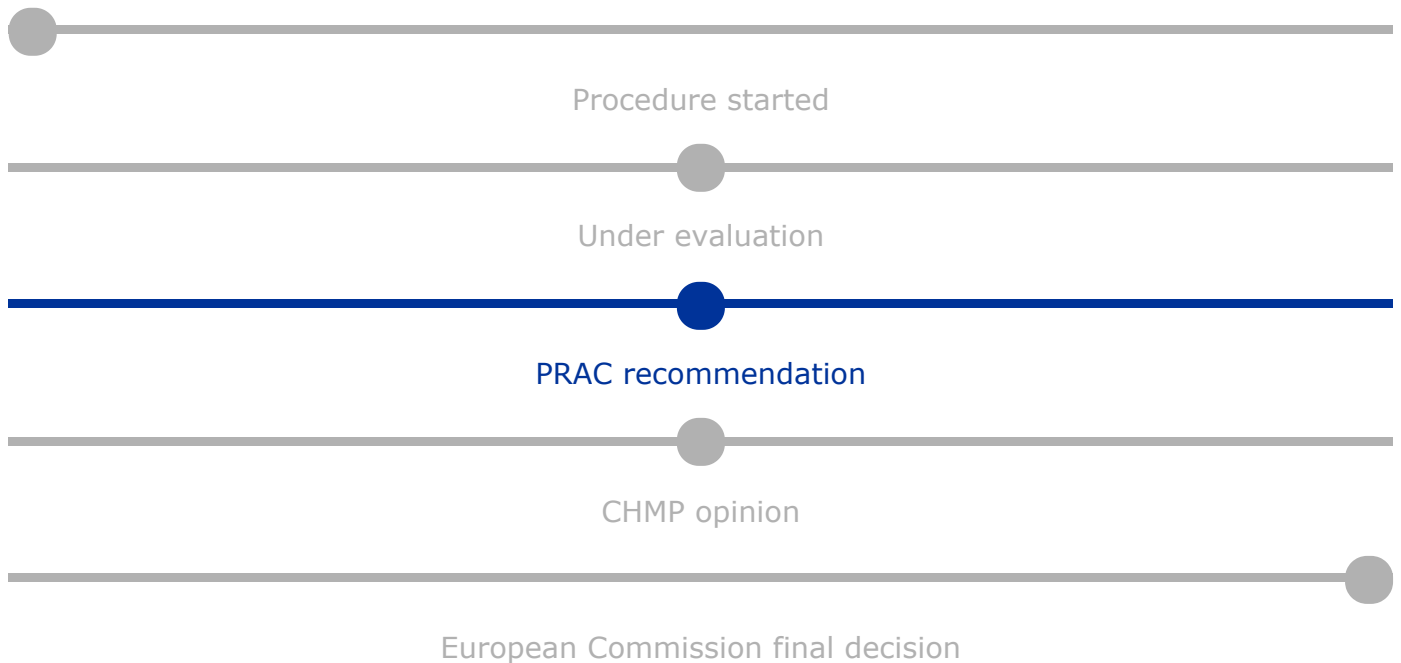 Procedure started
Under evaluation
PRAC recommendation
CHMP opinion
European Commission final decision